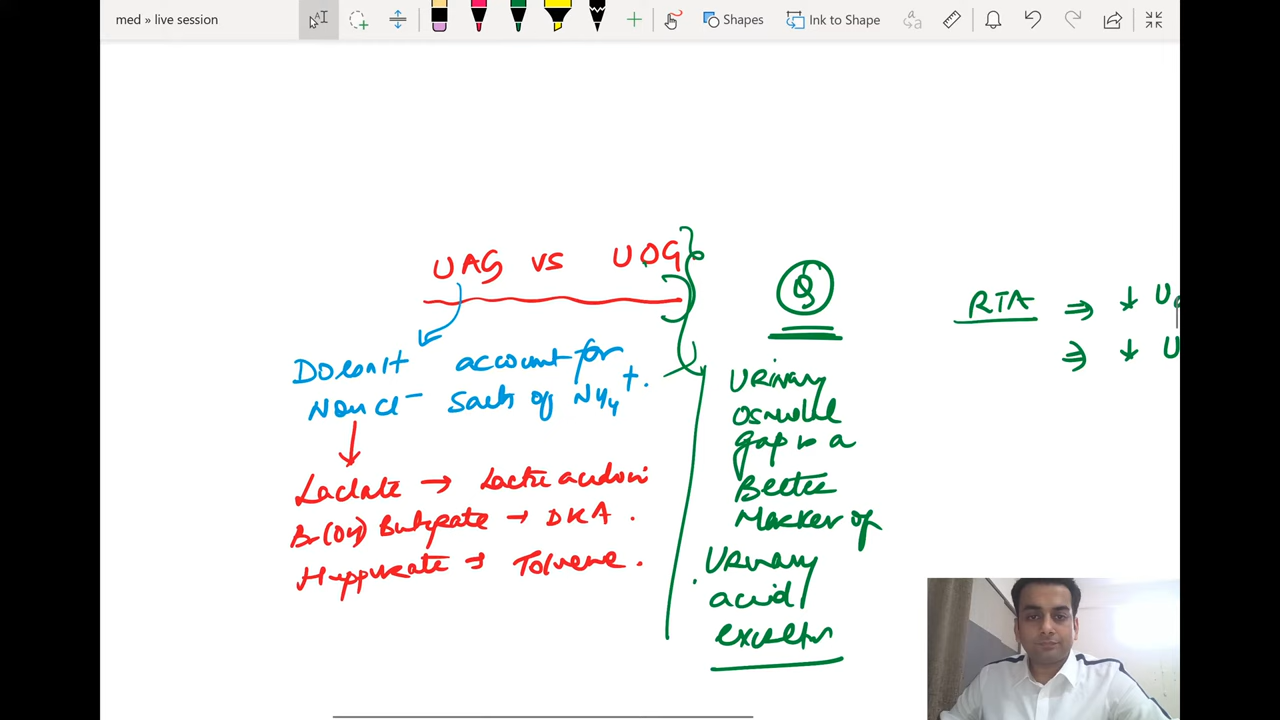 med » live session
Shapes
Ink to Shape
UAG vs UOG
Doesn't account for
Non Cl⁻ salts of NH4⁺.
Lactate → Lactic acidosis
β(OH) Butyrate → DKA.
Hippurate → Toluene.
Q
Urinary
osmolal
gap is a
Better
Marker of
Urinary
acid
excretn
RTA ⇒ ↓ U
⇒ ↓ U